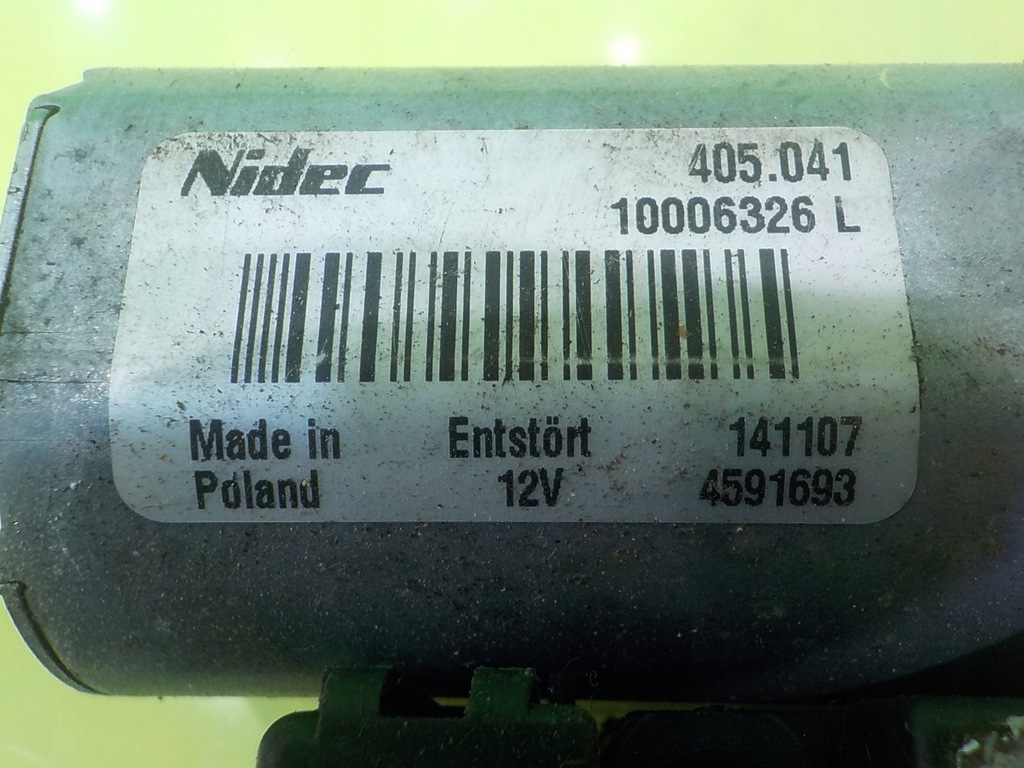 Nidec 405.041
10006326 L
Made in Entstört 141107
Poland 12V 4591693